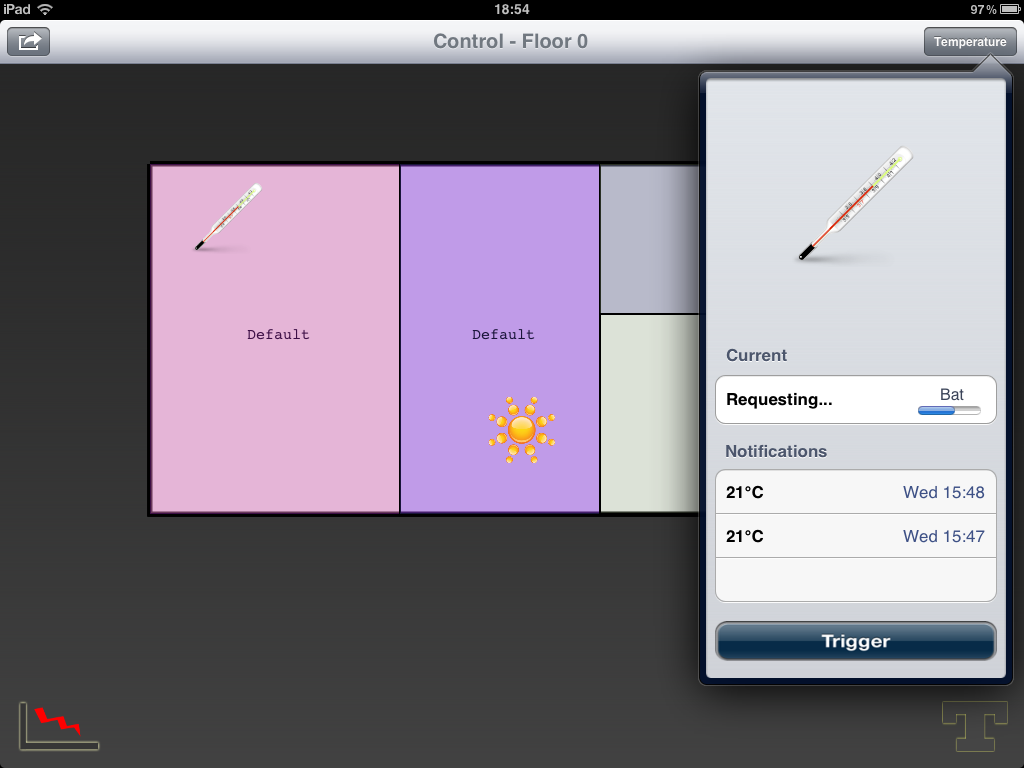 iPad 18:54 97%
Control - Floor 0
Temperature
Default
Default
Current
Requesting... Bat
Notifications
21°C Wed 15:48
21°C Wed 15:47
Trigger
T